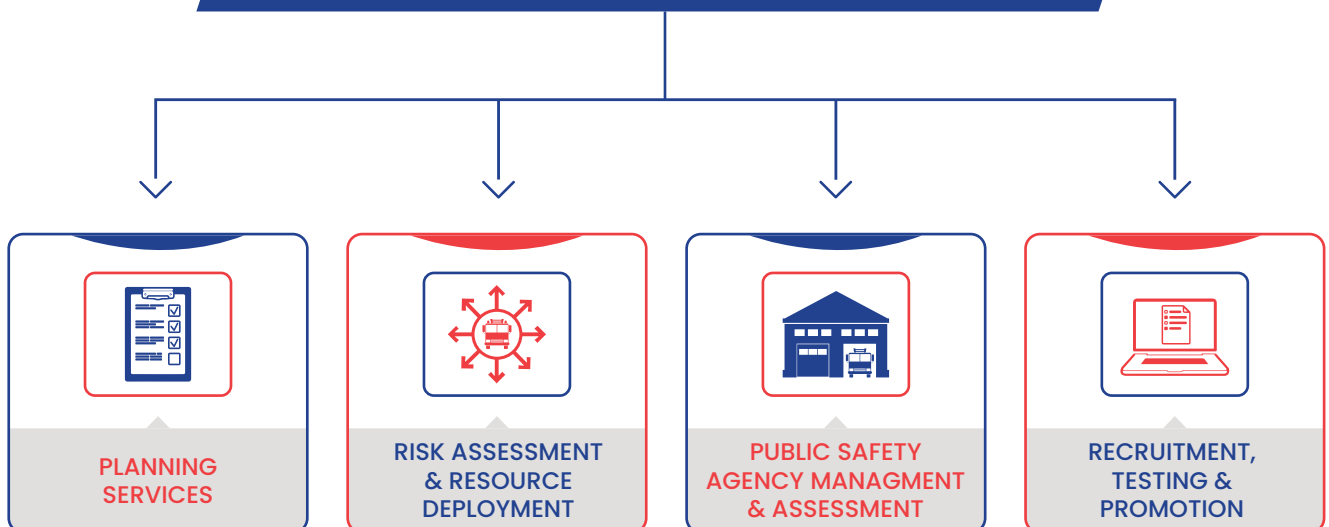 PLANNING
SERVICES
RISK ASSESSMENT
& RESOURCE
DEPLOYMENT
PUBLIC SAFETY
AGENCY MANAGMENT
& ASSESSMENT
RECRUITMENT,
TESTING &
PROMOTION